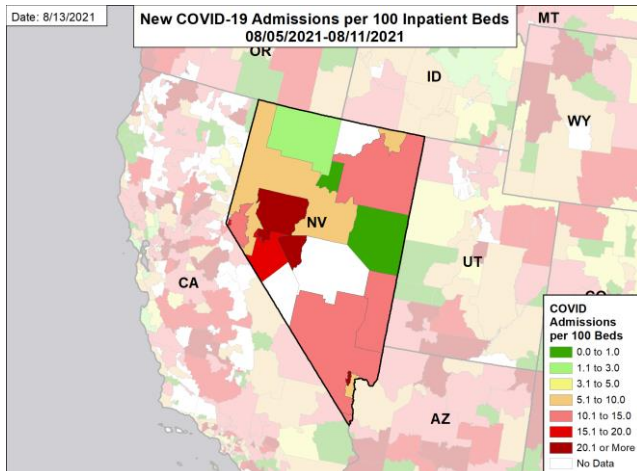 Date: 8/13/2021
New COVID-19 Admissions per 100 Inpatient Beds
08/05/2021-08/11/2021
MT
OR
ID
WY
NV
UT
CA
CO
AZ
COVID
Admissions
per 100 Beds
0.0 to 1.0
1.1 to 3.0
3.1 to 5.0
5.1 to 10.0
10.1 to 15.0
15.1 to 20.0
20.1 or More
No Data